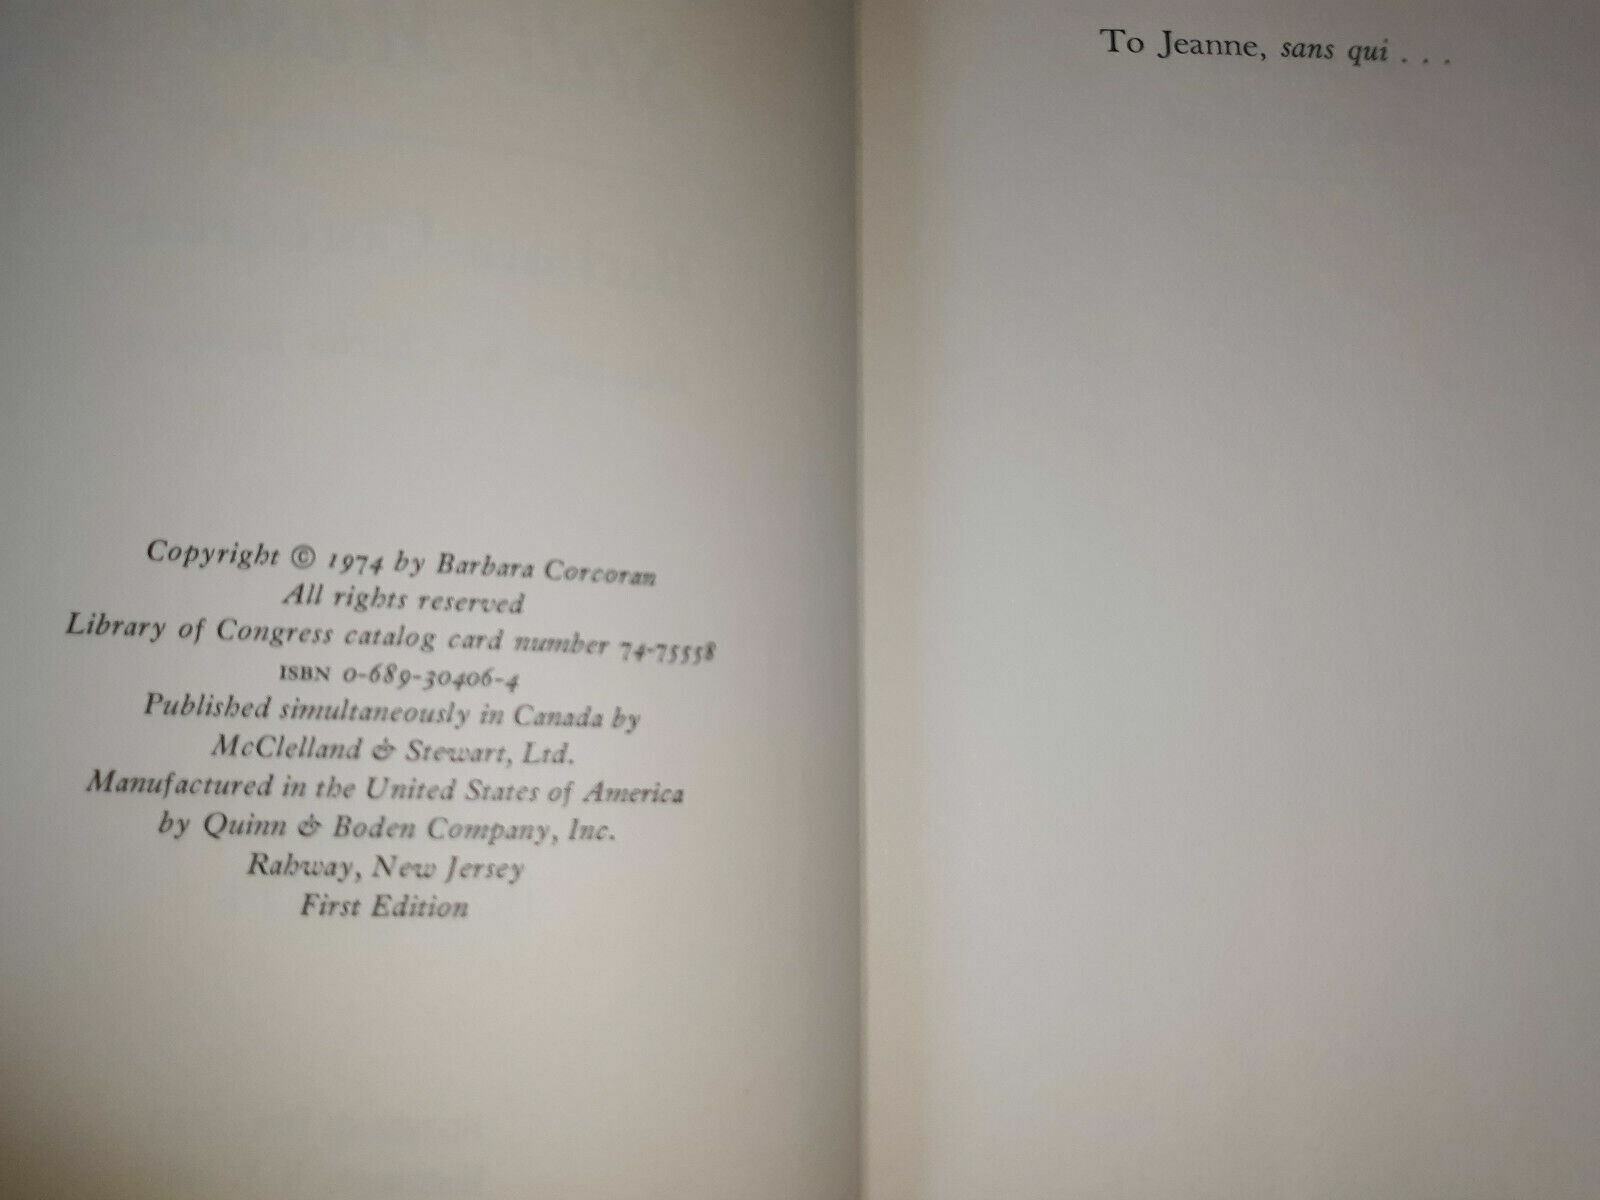 Copyright © 1974 by Barbara Corcoran
All rights reserved
Library of Congress catalog card number 74-75558
ISBN 0-689-30406-4
Published simultaneously in Canada by
McClelland & Stewart, Ltd.
Manufactured in the United States of America
by Quinn & Boden Company, Inc.
Rahway, New Jersey
First Edition
To Jeanne, sans qui . . .